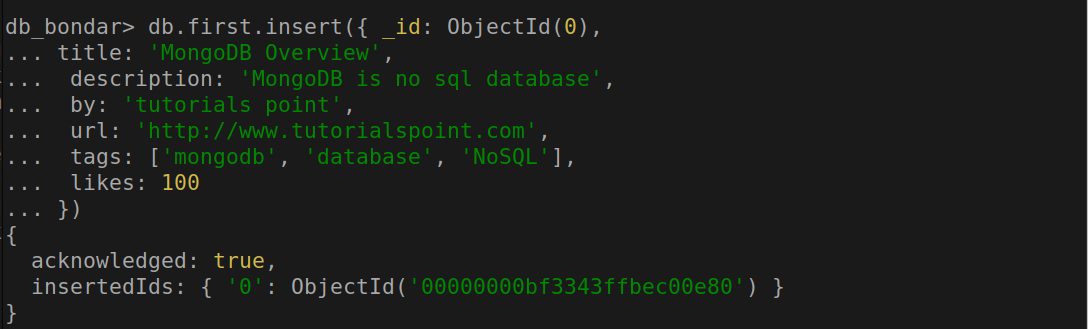 db_bondar> db.first.insert({ _id: ObjectId(0),
... title: 'MongoDB Overview',
...  description: 'MongoDB is no sql database',
...  by: 'tutorials point',
...  url: 'http://www.tutorialspoint.com',
...  tags: ['mongodb', 'database', 'NoSQL'],
...  likes: 100
... })
{
  acknowledged: true,
  insertedIds: { '0': ObjectId('00000000bf3343ffbec00e80') }
}